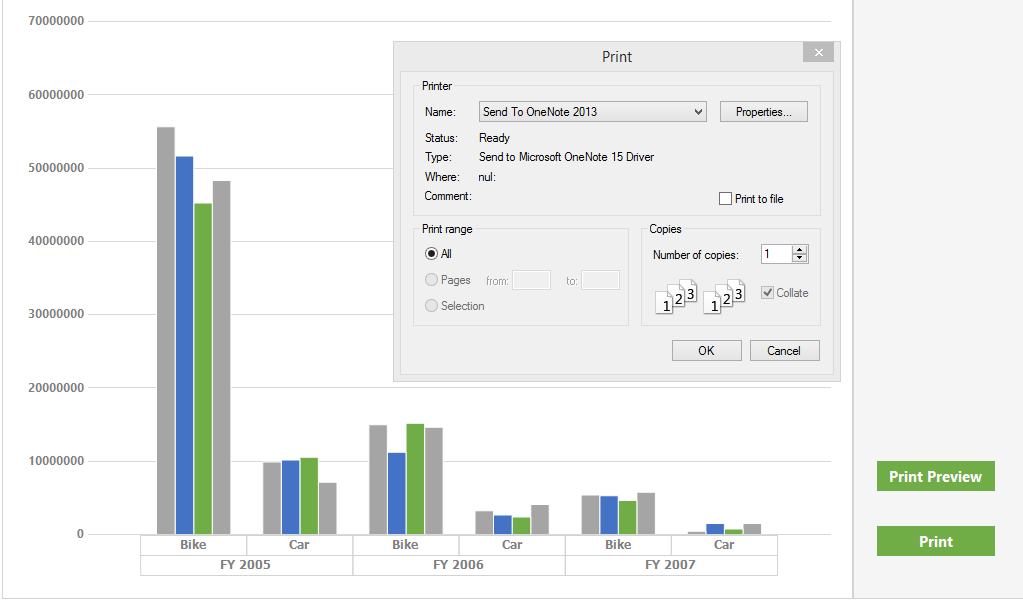 70000000
60000000
50000000
40000000
30000000
20000000
10000000
0
Bike Car Bike Car Bike Car
FY 2005 FY 2006 FY 2007
Print
Printer
Name: Send To OneNote 2013 Properties...
Status: Ready
Type: Send to Microsoft OneNote 15 Driver
Where: nul:
Comment: Print to file
Print range
All
Pages from: to:
Selection
Copies
Number of copies: 1
1 2 3 1 2 3 Collate
OK Cancel
Print Preview
Print